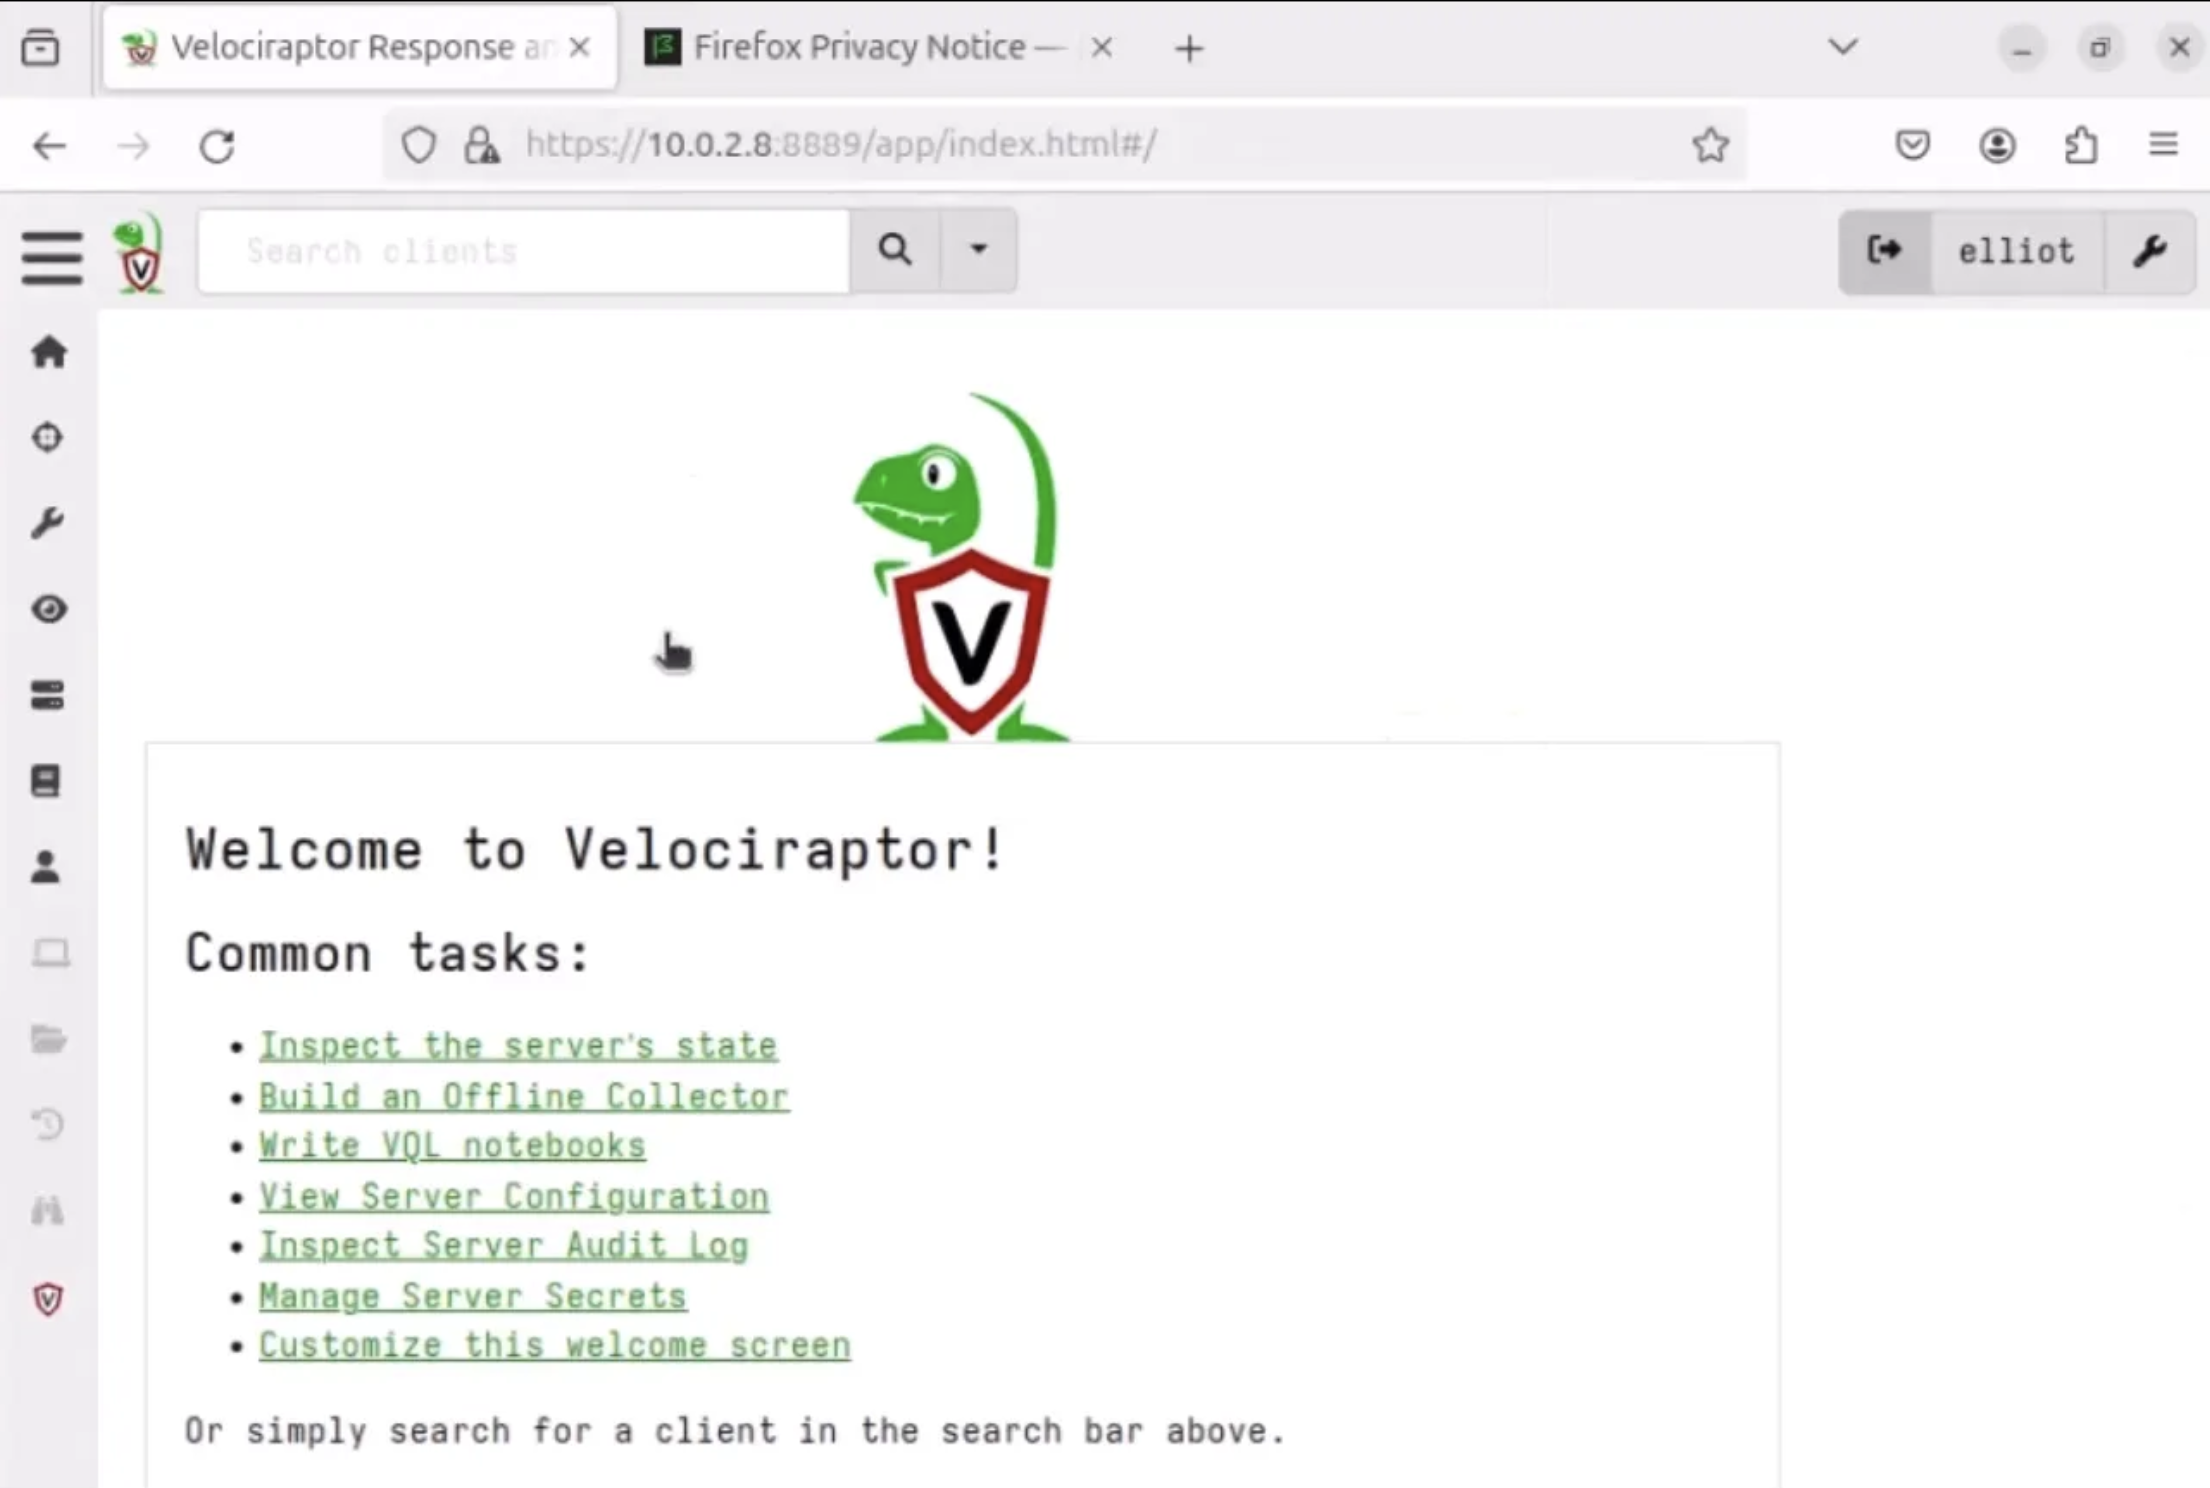 Velociraptor Response an
Firefox Privacy Notice —
https://10.0.2.8:8889/app/index.html#/
Search clients
elliot
V
V
Welcome to Velociraptor!
Common tasks:
• Inspect the server's state
• Build an Offline Collector
• Write VQL notebooks
• View Server Configuration
• Inspect Server Audit Log
• Manage Server Secrets
• Customize this welcome screen
Or simply search for a client in the search bar above.
V